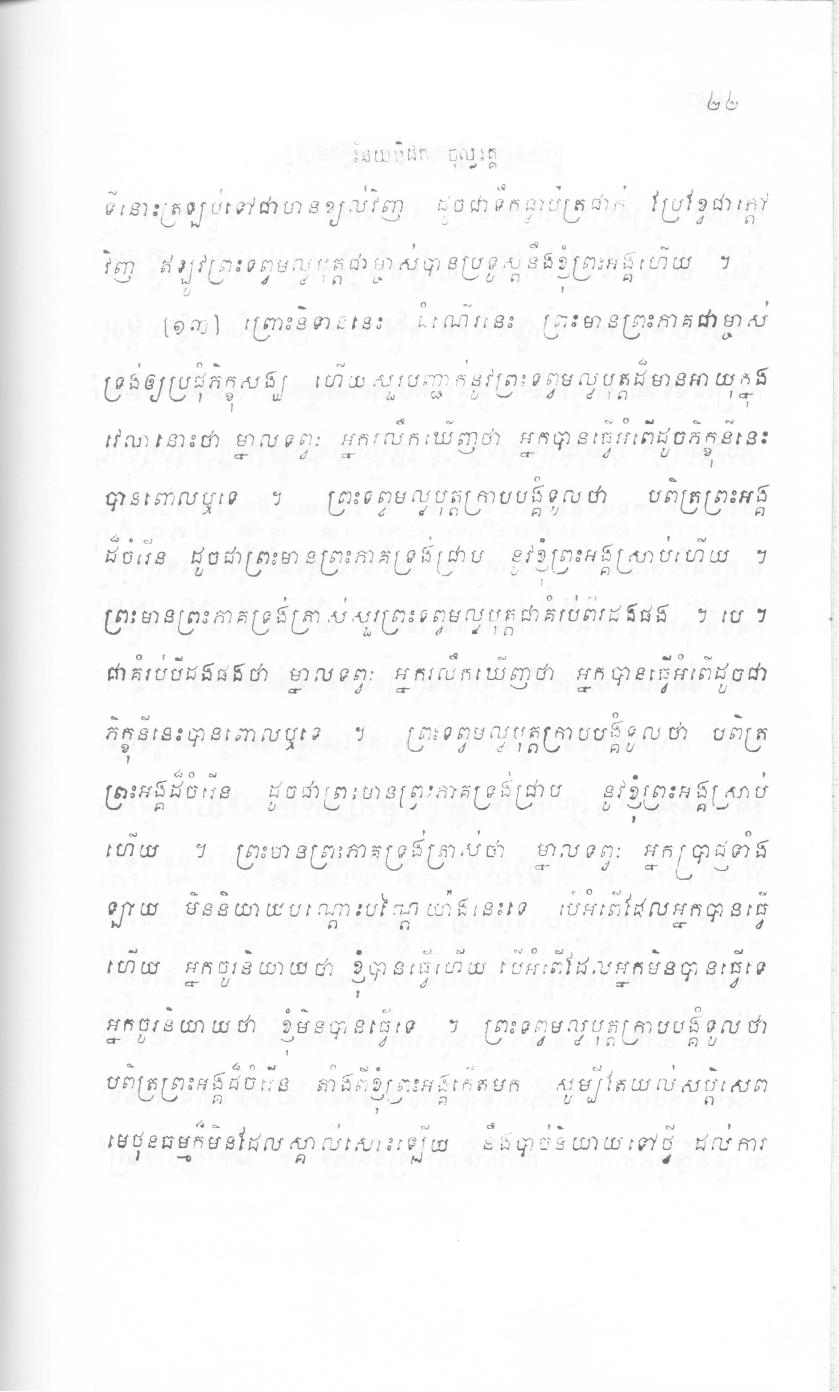 ២២
វិនយបិដក ចុល្លវគ្គ
ទីនោះត្រឡប់ទៅជាមានខ្យល់វិញ ដូចជាទឹកធ្លាប់ត្រជាក់ វាប្រែខ្វជាក្តៅ
វិញ ឥឡូវព្រះទព្វមល្លបុត្តជាម្ចាស់បានប្រទូស្តនឹងខ្ញុំព្រះអង្គហើយ ។
[១៣] ព្រោះនិទាននេះ ដំណើរនេះ ព្រះមានព្រះភាគជាម្ចាស់
ទ្រង់ឲ្យប្រជុំភិក្ខុសង្ឃ ហើយសួរបញ្ជាក់នូវព្រះទព្វមល្លបុត្តដ៏មានអាយុក្នុង
វេលានោះថា ម្នាលទព្វៈ អ្នករលឹកឃើញថា អ្នកបានធ្វើអំពើដូចភិក្ខុនីនេះ
បានពោលឬទេ ។ ព្រះទព្វមល្លបុត្តក្រាបបង្គំទូលថា បពិត្រព្រះអង្គ
ដ៏ចំរើន ដូចជាព្រះមានព្រះភាគទ្រង់ជ្រាប នូវខ្ញុំព្រះអង្គស្រាប់ហើយ ។
ព្រះមានព្រះភាគទ្រង់ត្រាស់សួរព្រះទព្វមល្លបុត្តជាគំរប់ពីរដងផង ។ បេ ។
ជាគំរប់បីដងផងថា ម្នាលទព្វៈ អ្នករលឹកឃើញថា អ្នកបានធ្វើអំពើដូចជា
ភិក្ខុនីនេះបានពោលឬទេ ។ ព្រះទព្វមល្លបុត្តក្រាបបង្គំទូលថា បពិត្រ
ព្រះអង្គដ៏ចំរើន ដូចជាព្រះមានព្រះភាគទ្រង់ជ្រាប នូវខ្ញុំព្រះអង្គស្រាប់
ហើយ ។ ព្រះមានព្រះភាគទ្រង់ត្រាស់ថា ម្នាលទព្វៈ អ្នកប្រាជ្ញទាំង
ឡាយ មិននិយាយបណ្តោះបណ្តៃយ៉ាងនេះទេ បើអំពើដែលអ្នកបានធ្វើ
ហើយ អ្នកចូរនិយាយថា ខ្ញុំបានធ្វើហើយ បើអំពើដែលអ្នកមិនបានធ្វើទេ
អ្នកចូរនិយាយថា ខ្ញុំមិនបានធ្វើទេ ។ ព្រះទព្វមល្លបុត្តក្រាបបង្គំទូលថា
បពិត្រព្រះអង្គដ៏ចំរើន តាំងពីខ្ញុំព្រះអង្គកើតមក សូម្បីតែយល់សប្តិសេព
មេថុនធម្មក៏មិនដែលស្គាល់សោះឡើយ នឹងបាច់និយាយទៅថ្វី ដល់ការ